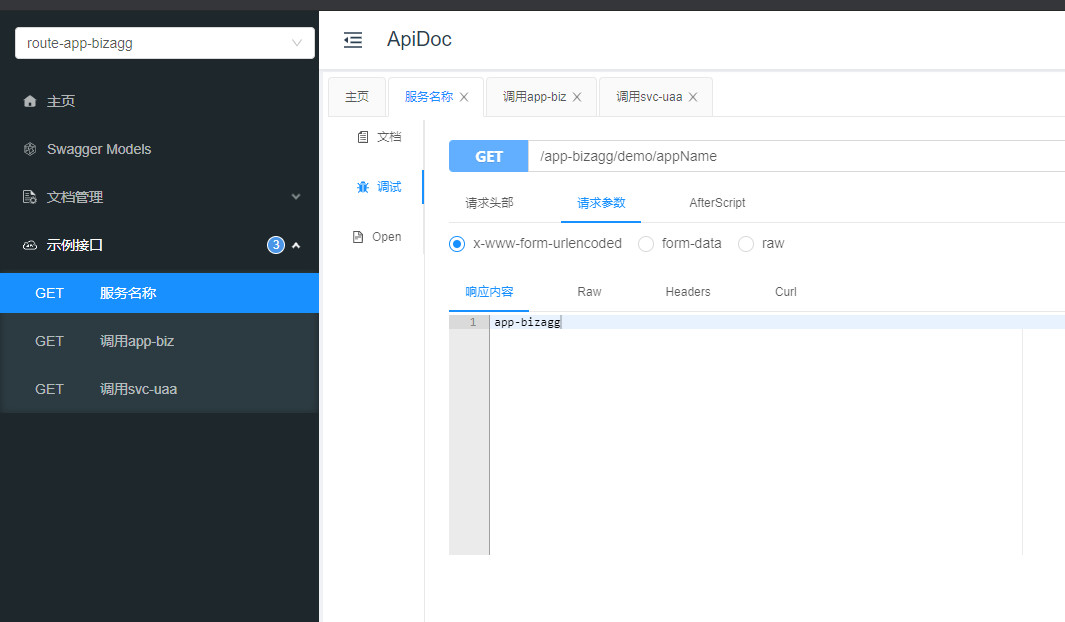 route-app-bizagg
主页
Swagger Models
文档管理
示例接口 3
GET 服务名称
GET 调用app-biz
GET 调用svc-uaa
ApiDoc
主页 服务名称 调用app-biz 调用svc-uaa
文档
调试
Open
GET /app-bizagg/demo/appName
请求头部 请求参数 AfterScript
x-www-form-urlencoded form-data raw
响应内容 Raw Headers Curl
1 app-bizagg